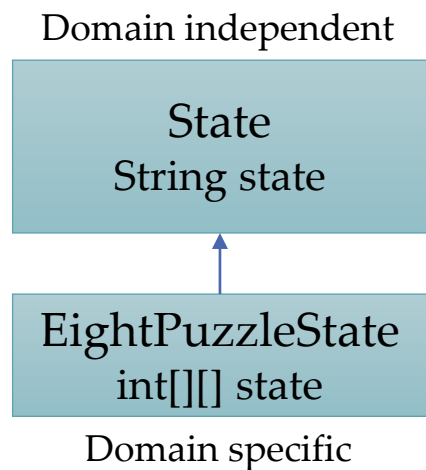 Domain independent
State
String state
EightPuzzleState
int[][] state
Domain specific